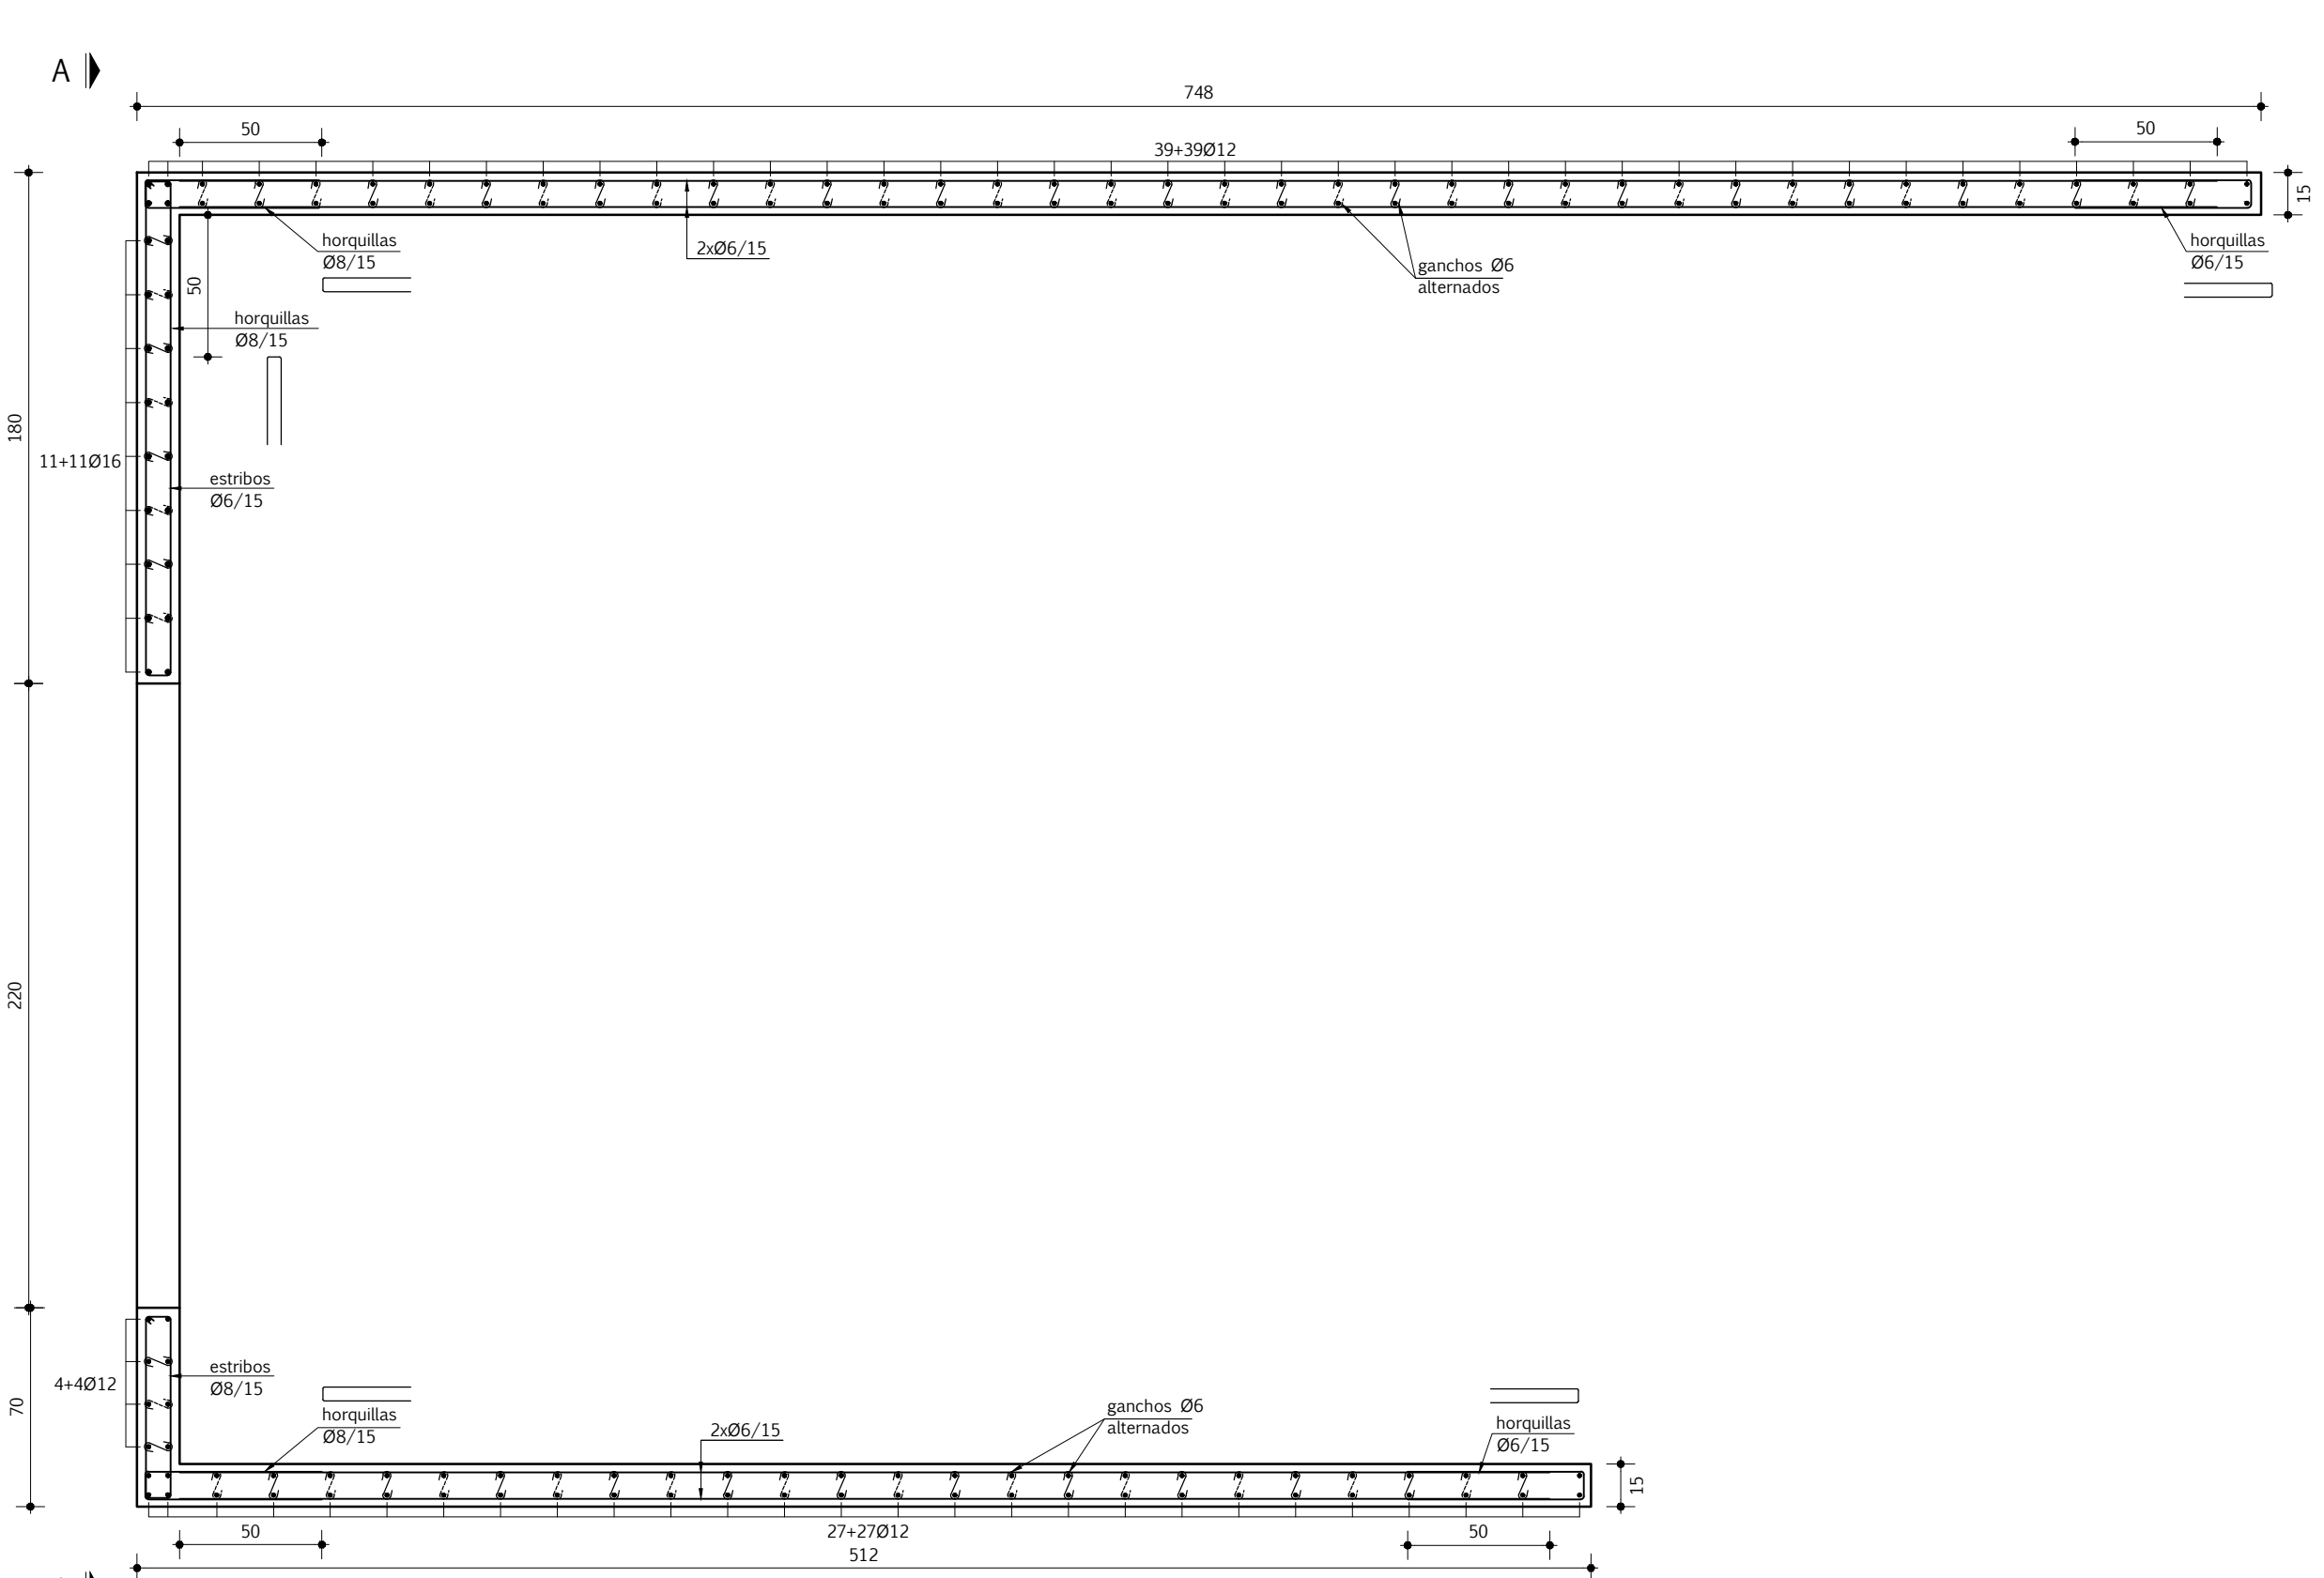 A
748
50
50
39+39Ø12
15
horquillas
Ø8/15
2xØ6/15
ganchos Ø6
alternados
horquillas
Ø6/15
50
horquillas
Ø8/15
180
11+11Ø16
estribos
Ø6/15
220
estribos
Ø8/15
4+4Ø12
70
horquillas
Ø8/15
2xØ6/15
ganchos Ø6
alternados
horquillas
Ø6/15
15
50
27+27Ø12
50
512